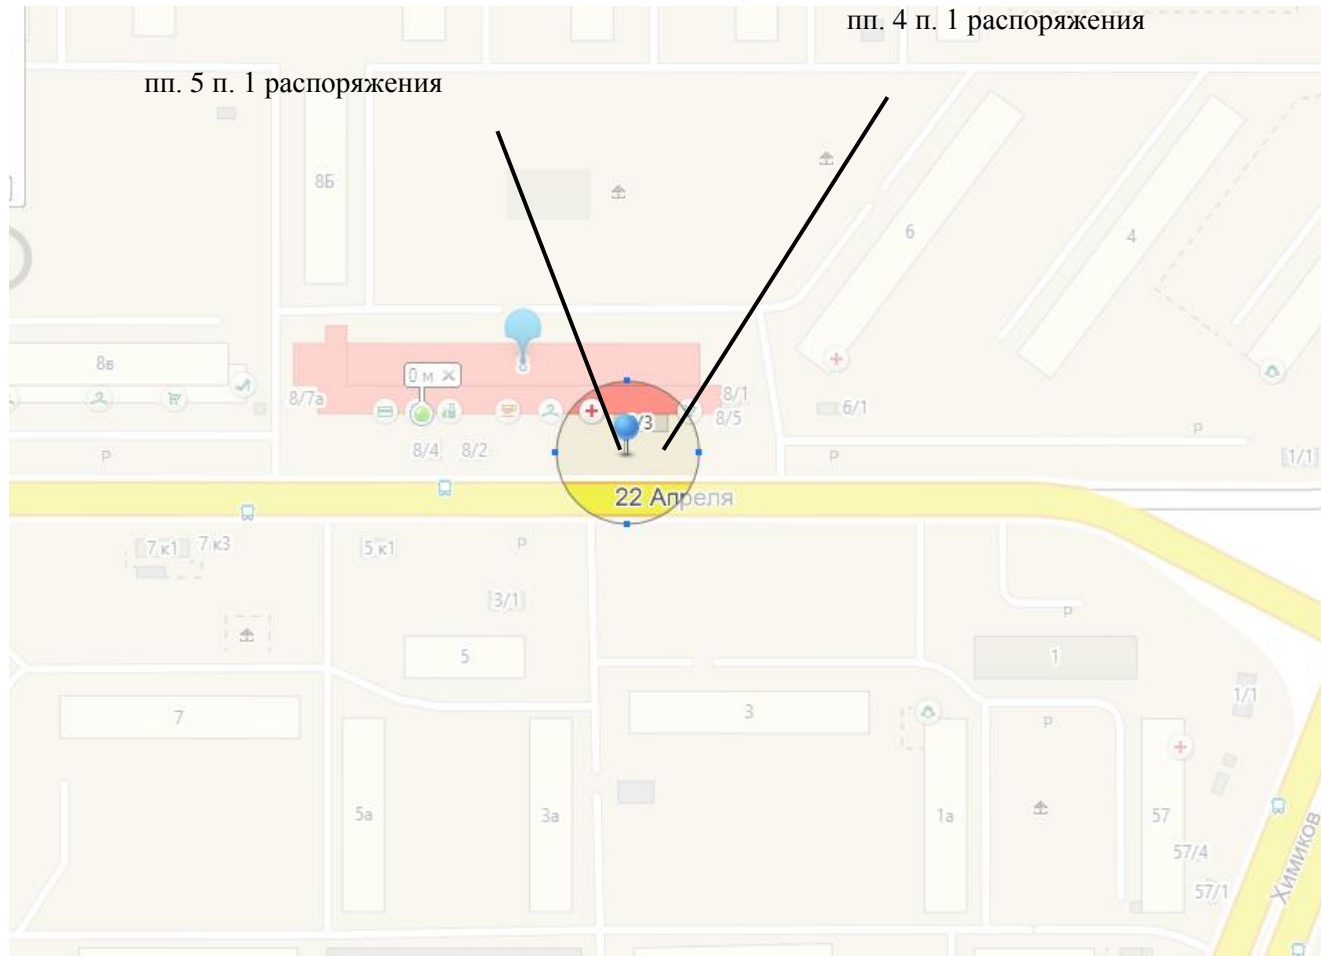 пп. 4 п. 1 распоряжения
пп. 5 п. 1 распоряжения
8Б
6
4
8в
0 м
8
8/7а
8/1
/3
8/5
6/1
8/4
8/2
Р
Р
Р
1/1
22 Апреля
7 к1
7 к3
5 к1
Р
3/1
Р
5
1
1/1
7
3
Р
5а
3а
1а
57
57/4
57/1
Химиков